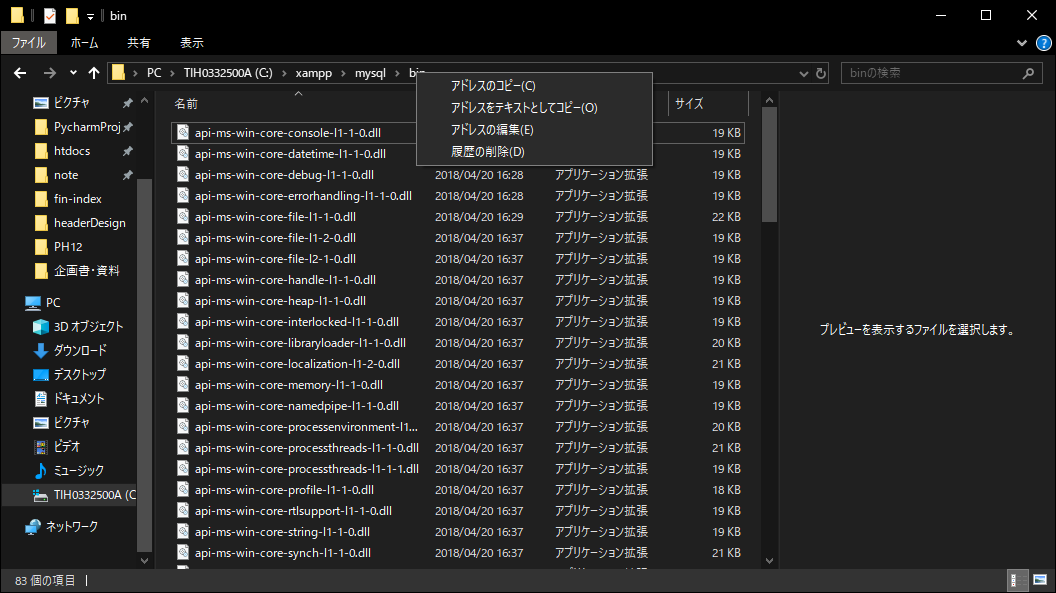 bin
ファイル ホーム 共有 表示
PC TIH0332500A (C:) xampp mysql bin
binの検索
アドレスのコピー(C)
アドレスをテキストとしてコピー(O)
アドレスの編集(E)
履歴の削除(D)
ピクチャ
PycharmProj
htdocs
note
fin-index
headerDesign
PH12
企画書・資料
PC
3D オブジェクト
ダウンロード
デスクトップ
ドキュメント
ピクチャ
ビデオ
ミュージック
TIH0332500A (C
ネットワーク
名前 サイズ
api-ms-win-core-console-l1-1-0.dll 19 KB
api-ms-win-core-datetime-l1-1-0.dll 19 KB
api-ms-win-core-debug-l1-1-0.dll 2018/04/20 16:28 アプリケーション拡張 19 KB
api-ms-win-core-errorhandling-l1-1-0.dll 2018/04/20 16:28 アプリケーション拡張 19 KB
api-ms-win-core-file-l1-1-0.dll 2018/04/20 16:29 アプリケーション拡張 22 KB
api-ms-win-core-file-l1-2-0.dll 2018/04/20 16:37 アプリケーション拡張 19 KB
api-ms-win-core-file-l2-1-0.dll 2018/04/20 16:37 アプリケーション拡張 19 KB
api-ms-win-core-handle-l1-1-0.dll 2018/04/20 16:37 アプリケーション拡張 19 KB
api-ms-win-core-heap-l1-1-0.dll 2018/04/20 16:37 アプリケーション拡張 19 KB
api-ms-win-core-interlocked-l1-1-0.dll 2018/04/20 16:37 アプリケーション拡張 19 KB
api-ms-win-core-libraryloader-l1-1-0.dll 2018/04/20 16:37 アプリケーション拡張 20 KB
api-ms-win-core-localization-l1-2-0.dll 2018/04/20 16:37 アプリケーション拡張 21 KB
api-ms-win-core-memory-l1-1-0.dll 2018/04/20 16:37 アプリケーション拡張 19 KB
api-ms-win-core-namedpipe-l1-1-0.dll 2018/04/20 16:37 アプリケーション拡張 19 KB
api-ms-win-core-processenvironment-l1... 2018/04/20 16:37 アプリケーション拡張 20 KB
api-ms-win-core-processthreads-l1-1-0.dll 2018/04/20 16:37 アプリケーション拡張 21 KB
api-ms-win-core-processthreads-l1-1-1.dll 2018/04/20 16:37 アプリケーション拡張 19 KB
api-ms-win-core-profile-l1-1-0.dll 2018/04/20 16:37 アプリケーション拡張 18 KB
api-ms-win-core-rtlsupport-l1-1-0.dll 2018/04/20 16:37 アプリケーション拡張 19 KB
api-ms-win-core-string-l1-1-0.dll 2018/04/20 16:37 アプリケーション拡張 19 KB
api-ms-win-core-synch-l1-1-0.dll 2018/04/20 16:37 アプリケーション拡張 21 KB
プレビューを表示するファイルを選択します。
83 個の項目